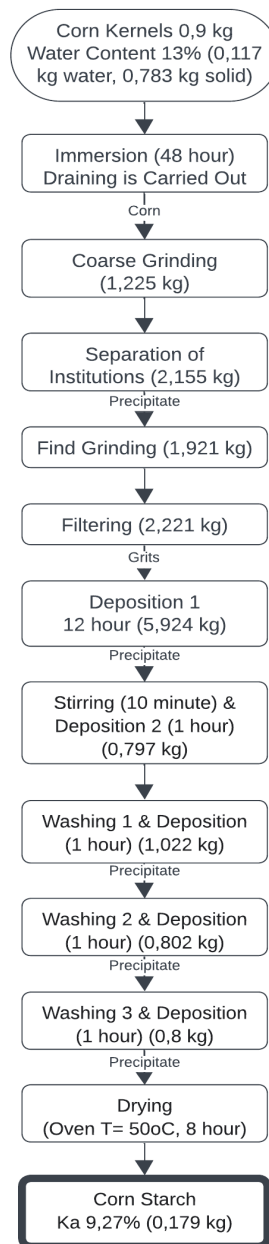 Corn Kernels 0,9 kg
Water Content 13% (0,117
kg water, 0,783 kg solid)
Immersion (48 hour)
Draining is Carried Out
Corn
Coarse Grinding
(1,225 kg)
Separation of
Institutions (2,155 kg)
Precipitate
Find Grinding (1,921 kg)
Filtering (2,221 kg)
Grits
Deposition 1
12 hour (5,924 kg)
Precipitate
Stirring (10 minute) &
Deposition 2 (1 hour)
(0,797 kg)
Washing 1 & Deposition
(1 hour) (1,022 kg)
Precipitate
Washing 2 & Deposition
(1 hour) (0,802 kg)
Precipitate
Washing 3 & Deposition
(1 hour) (0,8 kg)
Precipitate
Drying
(Oven T= 50oC, 8 hour)
Corn Starch
Ka 9,27% (0,179 kg)